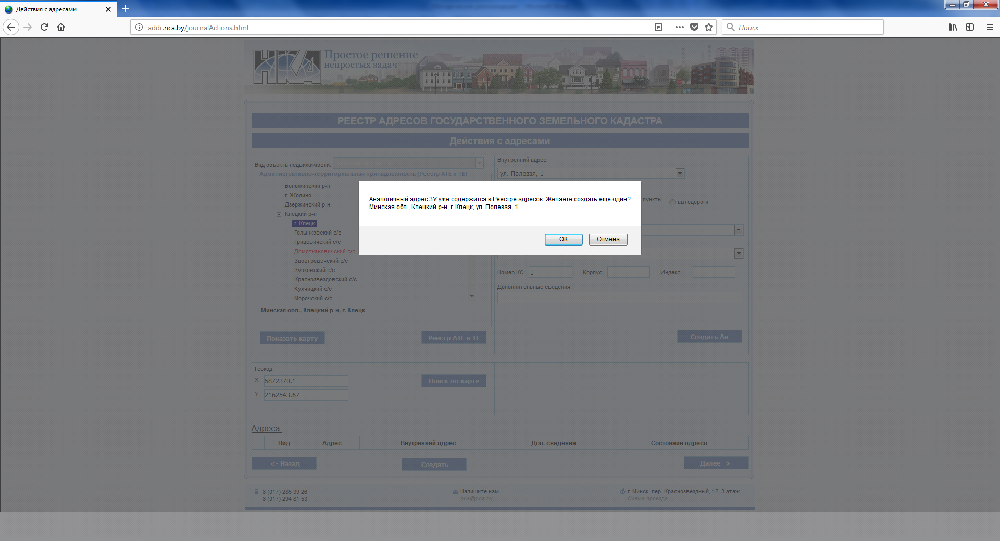 Действия с адресами
addr.nca.by/journalActions.html
Поиск
НКА
Простое решение
непростых задач
РЕЕСТР АДРЕСОВ ГОСУДАРСТВЕННОГО ЗЕМЕЛЬНОГО КАДАСТРА
Действия с адресами
Вид объекта недвижимости:
Административно-территориальная принадлежность (Реестр АТЕ и ТЕ)
Воложинский р-н
г. Жодино
Дзержинский р-н
Клецкий р-н
г. Клецк
Голынковский с/с
Грицевичский с/с
Домоткановичский с/с
Заостровечский с/с
Зубковский с/с
Краснозвездовский с/с
Кухчицкий с/с
Морочский с/с
Минская обл., Клецкий р-н, г. Клецк
Показать карту
Реестр АТЕ и ТЕ
Внутренний адрес:
ул. Полевая, 1
пункты
автодороги
Аналогичный адрес ЗУ уже содержится в Реестре адресов. Желаете создать еще один?
Минская обл., Клецкий р-н, г. Клецк, ул. Полевая, 1
ОК
Отмена
Номер КС: 1 Корпус: Индекс:
Дополнительные сведения:
Создать Ав
Геокод:
X: 5872370.1
Y: 2162543.67
Поиск по карте
Адреса:
Вид Адрес Внутренний адрес Доп. сведения Состояние адреса
<- Назад
Создать
Далее ->
8 (017) 285 39 26
8 (017) 294 81 53
Напишите нам
nca@nca.by
г. Минск, пер. Краснозвездный, 12, 3 этаж
Схема проезда